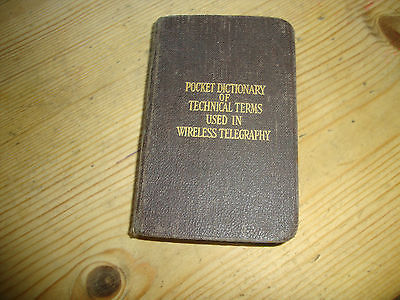 POCKET DICTIONARY
OF
TECHNICAL TERMS
USED IN
WIRELESS TELEGRAPHY